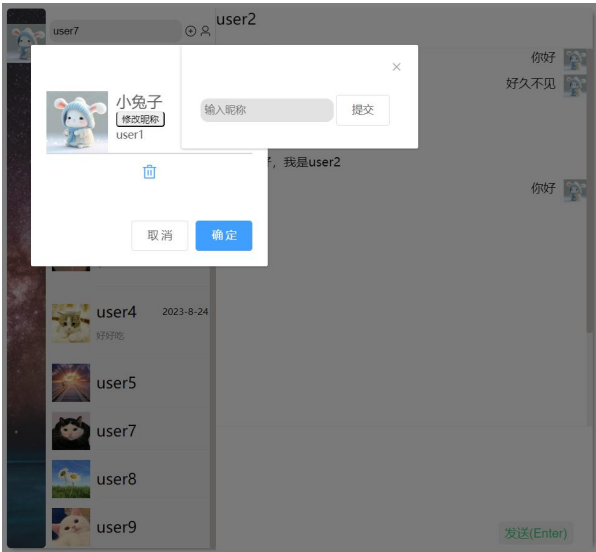 user7
user2
你好
好久不见
小兔子
修改昵称
user1
输入昵称
提交
，我是user2
你好
取消
确定
user4
2023-8-24
好好吃
user5
user7
user8
user9
发送(Enter)